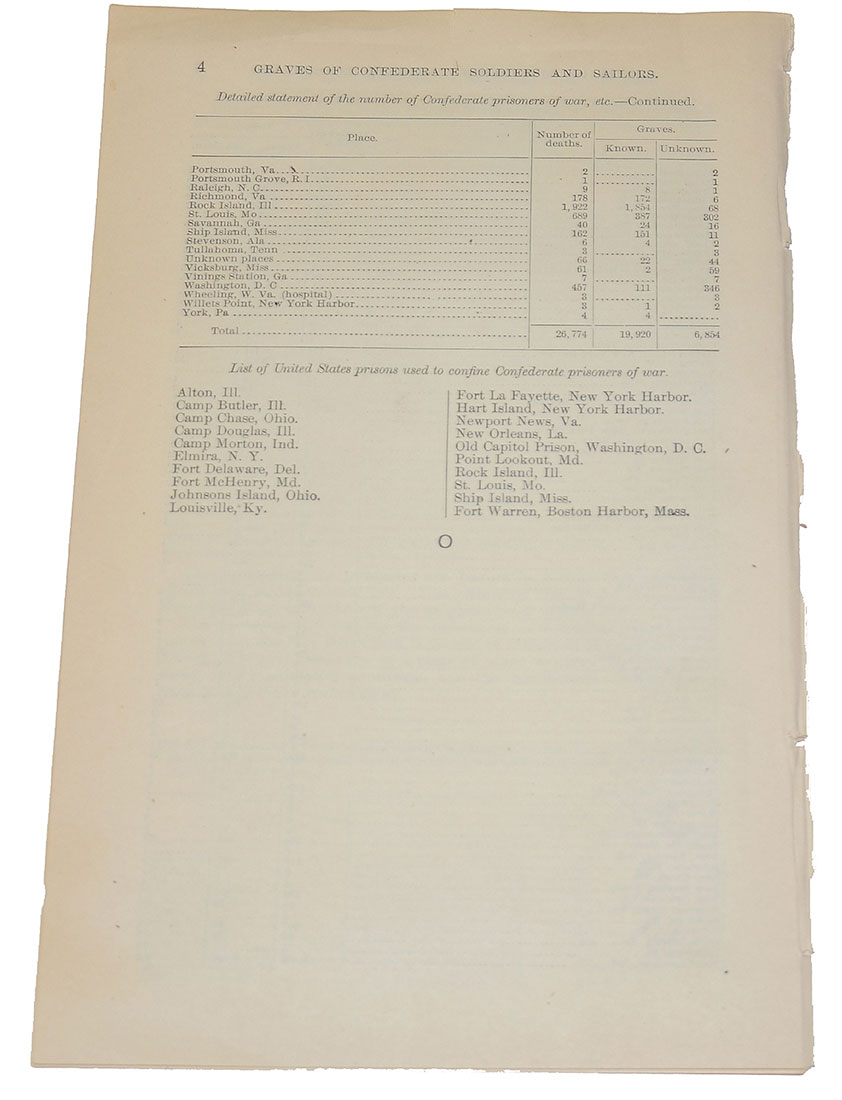 4 GRAVES OF CONFEDERATE SOLDIERS AND SAILORS.
Detailed statement of the number of Confederate prisoners of war, etc.—Continued.
Place. Number of deaths. Graves. Known. Unknown.
Portsmouth, Va. 2 2
Portsmouth Grove, R. I. 1 1
Raleigh, N. C. 9 8 1
Richmond, Va 178 172 6
Rock Island, Ill 1,922 1,854 68
St. Louis, Mo 689 387 302
Savannah, Ga 40 24 16
Ship Island, Miss 162 151 11
Stevenson, Ala 6 4 2
Tullahoma, Tenn 3 3
Unknown places 66 22 44
Vicksburg, Miss 61 2 59
Vinings Station, Ga 7 7
Washington, D. C 457 111 346
Wheeling, W. Va. (hospital) 3 3
Willets Point, New York Harbor 3 1 2
York, Pa 4 4
Total 26,774 19,920 6,854
List of United States prisons used to confine Confederate prisoners of war.
Alton, Ill.
Camp Butler, Ill.
Camp Chase, Ohio.
Camp Douglas, Ill.
Camp Morton, Ind.
Elmira, N. Y.
Fort Delaware, Del.
Fort McHenry, Md.
Johnsons Island, Ohio.
Louisville, Ky.
Fort La Fayette, New York Harbor.
Hart Island, New York Harbor.
Newport News, Va.
New Orleans, La.
Old Capitol Prison, Washington, D. C.
Point Lookout, Md.
Rock Island, Ill.
St. Louis, Mo.
Ship Island, Miss.
Fort Warren, Boston Harbor, Mass.
O